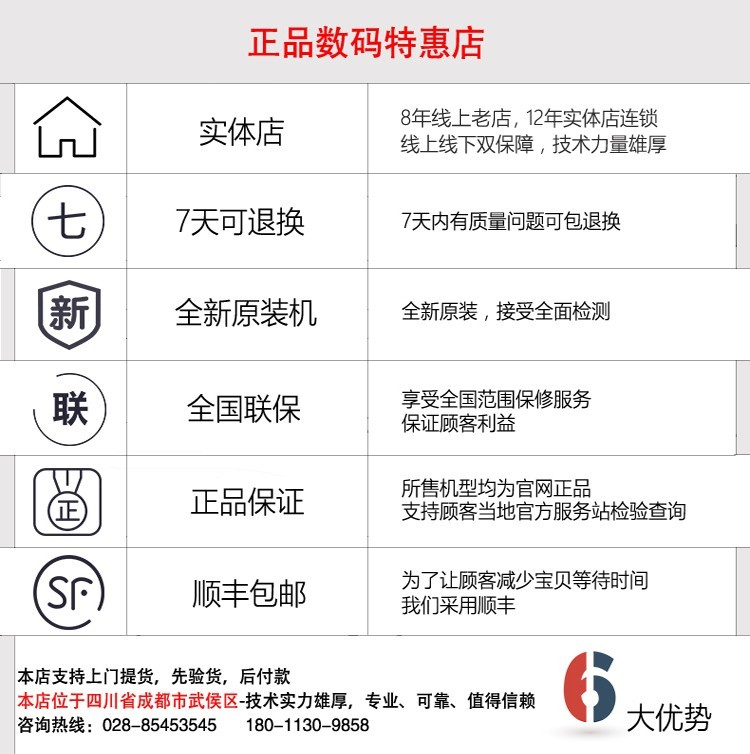 正品数码特惠店
实体店
8年线上老店，12年实体店连锁
线上线下双保障，技术力量雄厚
七
7天可退换
7天内有质量问题可包退换
新
全新原装机
全新原装，接受全面检测
联
全国联保
享受全国范围保修服务
保证顾客利益
正
正品保证
所售机型均为官网正品
支持顾客当地官方服务站检验查询
SF
顺丰包邮
为了让顾客减少宝贝等待时间
我们采用顺丰
本店支持上门提货，先验货，后付款
本店位于四川省成都市武侯区-技术实力雄厚，专业、可靠、值得信赖
咨询热线：028-85453545 180-1130-9858
6大优势